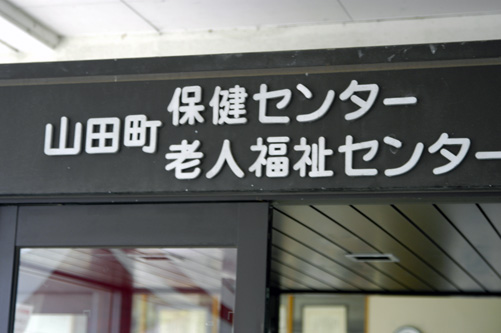 山田町
保健センター
老人福祉センター